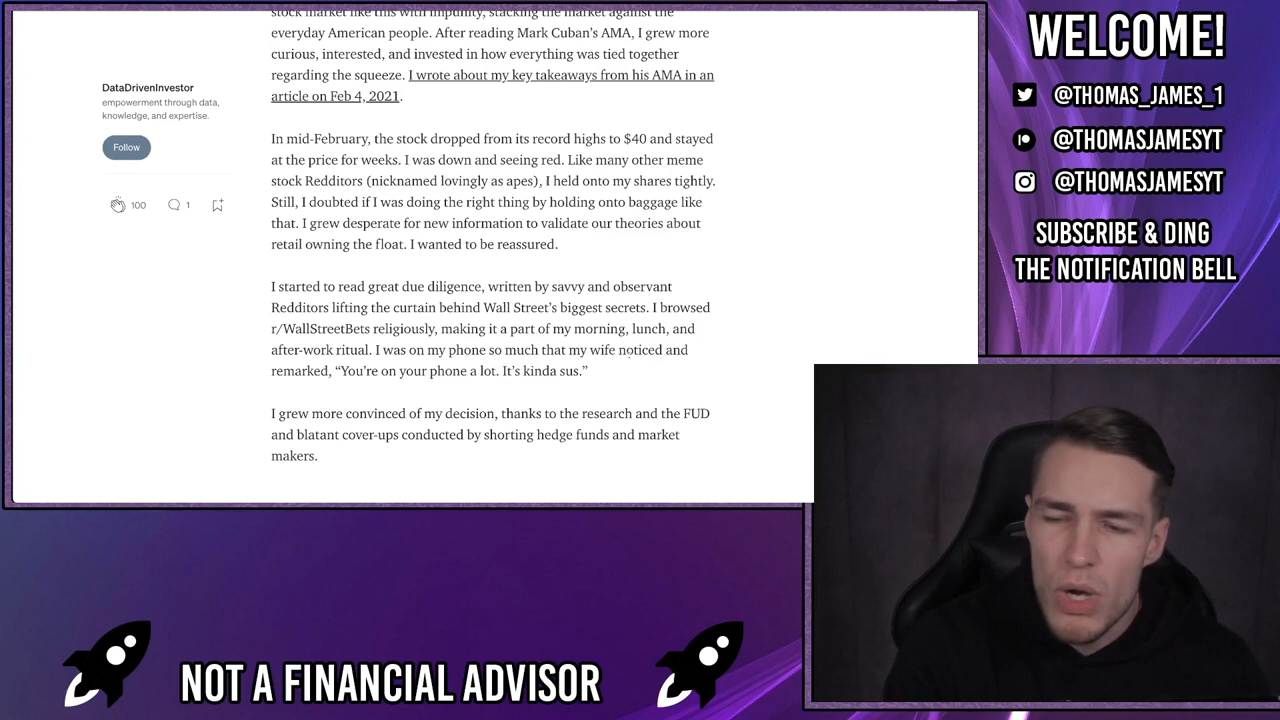 stock market like this with impunity, stacking the market against the
everyday American people. After reading Mark Cuban's AMA, I grew more
curious, interested, and invested in how everything was tied together
regarding the squeeze. I wrote about my key takeaways from his AMA in an
article on Feb 4, 2021.
DataDrivenInvestor
empowerment through data,
knowledge, and expertise.
Follow
100 1
In mid-February, the stock dropped from its record highs to $40 and stayed
at the price for weeks. I was down and seeing red. Like many other meme
stock Redditors (nicknamed lovingly as apes), I held onto my shares tightly.
Still, I doubted if I was doing the right thing by holding onto baggage like
that. I grew desperate for new information to validate our theories about
retail owning the float. I wanted to be reassured.
I started to read great due diligence, written by savvy and observant
Redditors lifting the curtain behind Wall Street's biggest secrets. I browsed
r/WallStreetBets religiously, making it a part of my morning, lunch, and
after-work ritual. I was on my phone so much that my wife noticed and
remarked, “You're on your phone a lot. It's kinda sus.”
I grew more convinced of my decision, thanks to the research and the FUD
and blatant cover-ups conducted by shorting hedge funds and market
makers.
WELCOME!
@THOMAS_JAMES_1
@THOMASJAMESYT
@THOMASJAMESYT
SUBSCRIBE & DING
THE NOTIFICATION BELL
NOT A FINANCIAL ADVISOR